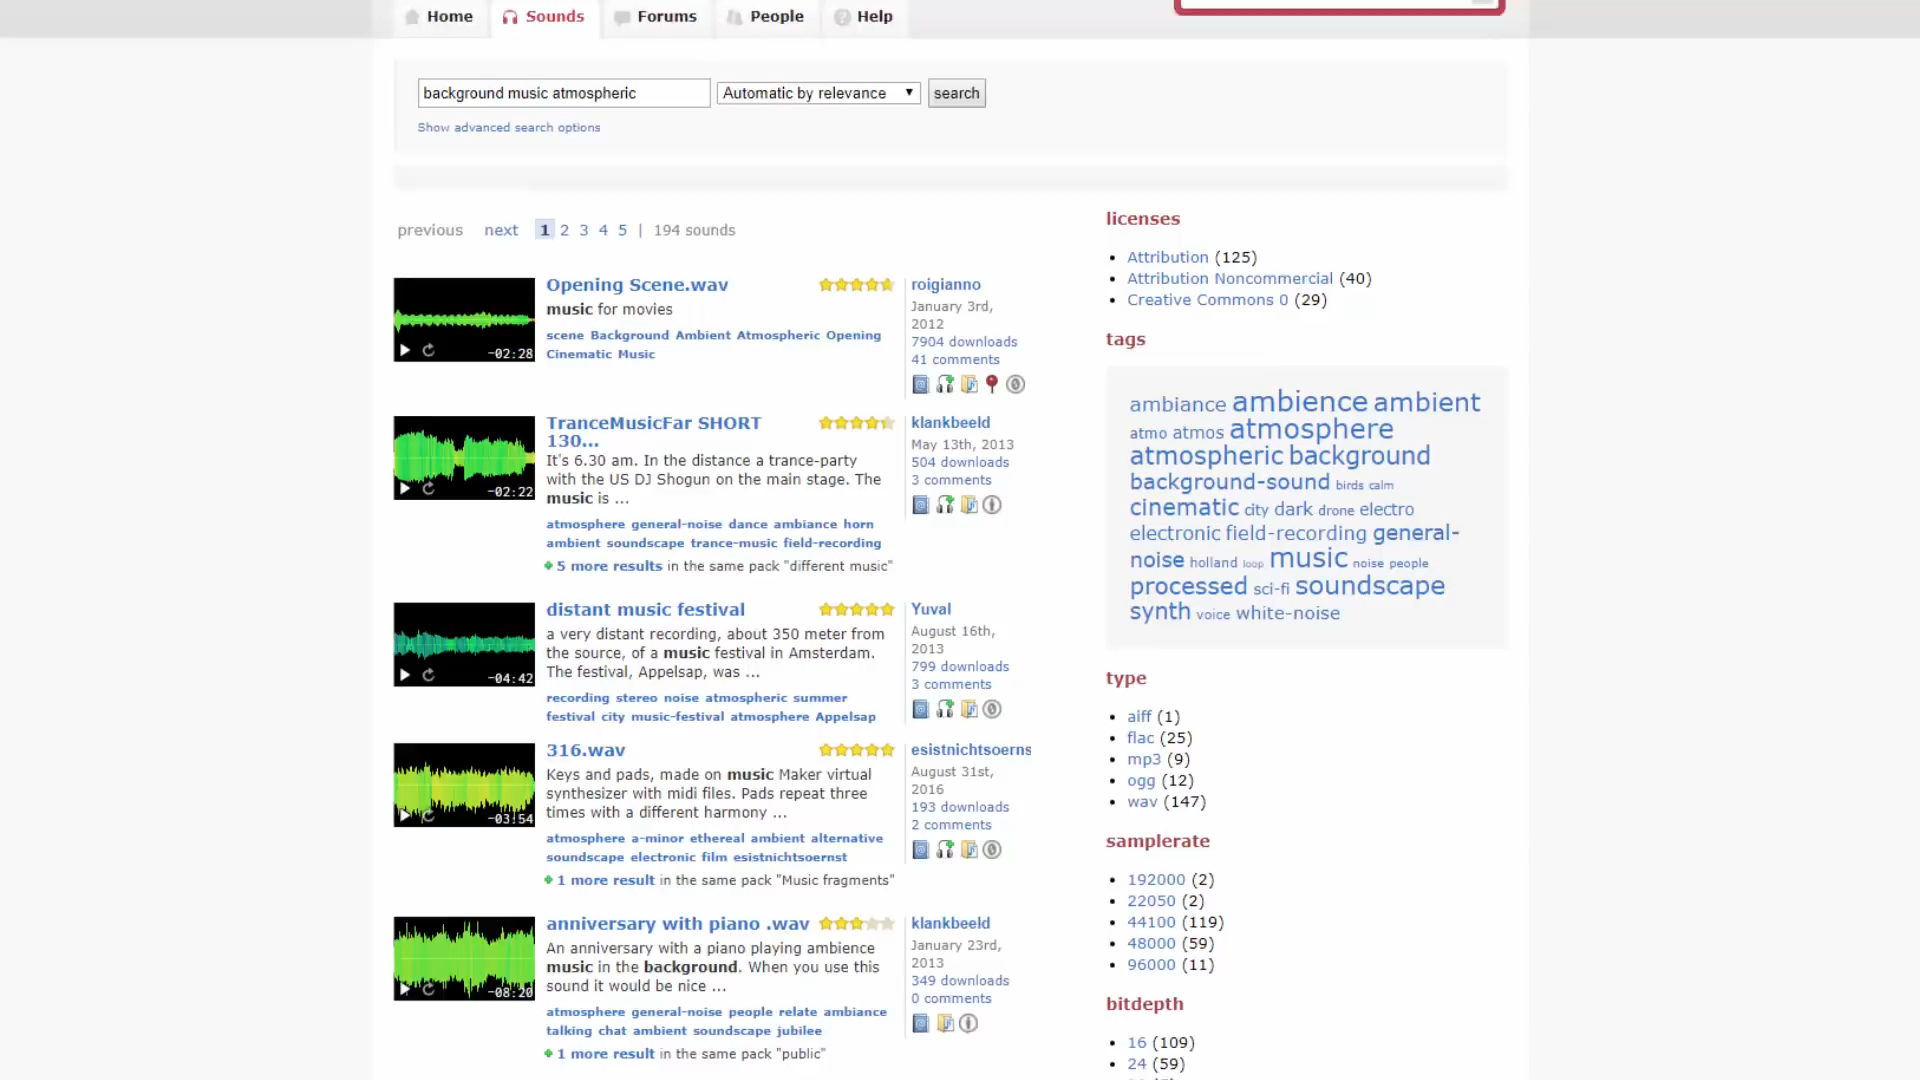 Home Sounds Forums People Help
background music atmospheric Automatic by relevance search
Show advanced search options
previous next 1 2 3 4 5 | 194 sounds
Opening Scene.wav
music for movies
scene Background Ambient Atmospheric Opening
Cinematic Music
-02:28
roigianno
January 3rd,
2012
7904 downloads
41 comments
TranceMusicFar SHORT
130...
It's 6.30 am. In the distance a trance-party
with the US DJ Shogun on the main stage. The
music is ...
atmosphere general-noise dance ambiance horn
ambient soundscape trance-music field-recording
5 more results in the same pack "different music"
-02:22
klankbeeld
May 13th, 2013
504 downloads
3 comments
distant music festival
a very distant recording, about 350 meter from
the source, of a music festival in Amsterdam.
The festival, Appelsap, was ...
recording stereo noise atmospheric summer
festival city music-festival atmosphere Appelsap
-04:42
Yuval
August 16th,
2013
799 downloads
3 comments
316.wav
Keys and pads, made on music Maker virtual
synthesizer with midi files. Pads repeat three
times with a different harmony ...
atmosphere a-minor ethereal ambient alternative
soundscape electronic film esistnichtsoernst
1 more result in the same pack "Music fragments"
-03:54
esistnichtsoerns
August 31st,
2016
193 downloads
2 comments
anniversary with piano .wav
An anniversary with a piano playing ambience
music in the background. When you use this
sound it would be nice ...
atmosphere general-noise people relate ambiance
talking chat ambient soundscape jubilee
1 more result in the same pack "public"
-08:20
klankbeeld
January 23rd,
2013
349 downloads
0 comments
licenses
Attribution (125)
Attribution Noncommercial (40)
Creative Commons 0 (29)
tags
ambiance ambience ambient
atmo atmos atmosphere
atmospheric background
background-sound birds calm
cinematic city dark drone electro
electronic field-recording general-
noise holland loop music noise people
processed sci-fi soundscape
synth voice white-noise
type
aiff (1)
flac (25)
mp3 (9)
ogg (12)
wav (147)
samplerate
192000 (2)
22050 (2)
44100 (119)
48000 (59)
96000 (11)
bitdepth
16 (109)
24 (59)